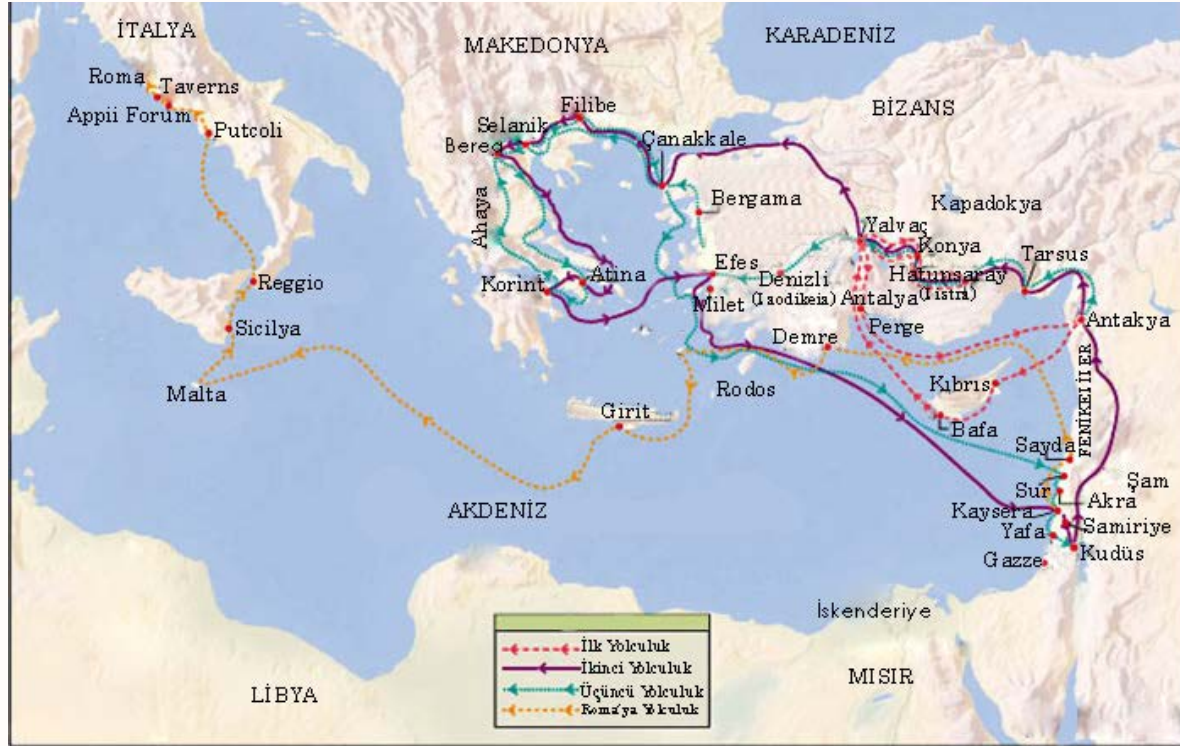 İTALYA
MAKEDONYA
KARADENİZ
Roma
Taverns
Appii Forum
Putcoli
Filibe
BİZANS
Selanik
Çanakkale
Berea
Bergama
Kapadokya
Ahaya
Yalvaç
Konya
Tarsus
Efes
Denizli
Hatunsaray
Reggio
Korint
Atina
Milet
(Laodikeia)
(Listra)
Antalya
Antakya
Sicilya
Perge
Demre
FENİKELİLER
Malta
Rodos
Kıbrıs
Girit
Bafa
Sayda
Şam
Sur
Akra
AKDENİZ
Kaysera
Samiriye
Yafa
Kudüs
Gazze
İskenderiye
İlk Yolculuk
İkinci Yolculuk
Üçüncü Yolculuk
Roma'ya Yolculuk
MISIR
LİBYA